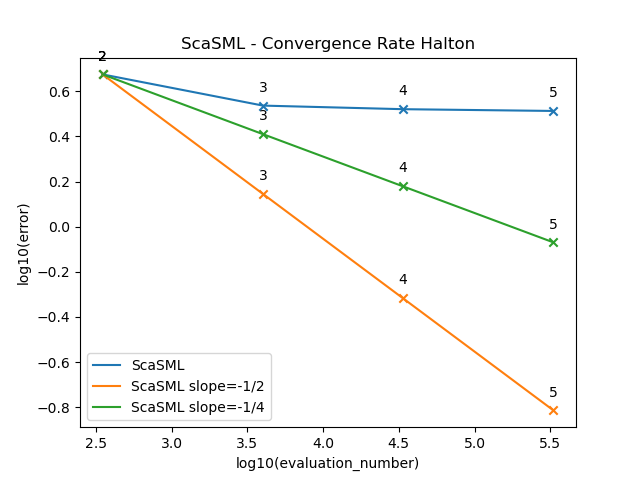 ScaSML - Convergence Rate Halton
2
3
4
5
3
4
5
3
4
5
0.6
0.4
0.2
0.0
−0.2
−0.4
−0.6
−0.8
log10(error)
ScaSML
ScaSML slope=-1/2
ScaSML slope=-1/4
2.5 3.0 3.5 4.0 4.5 5.0 5.5
log10(evaluation_number)